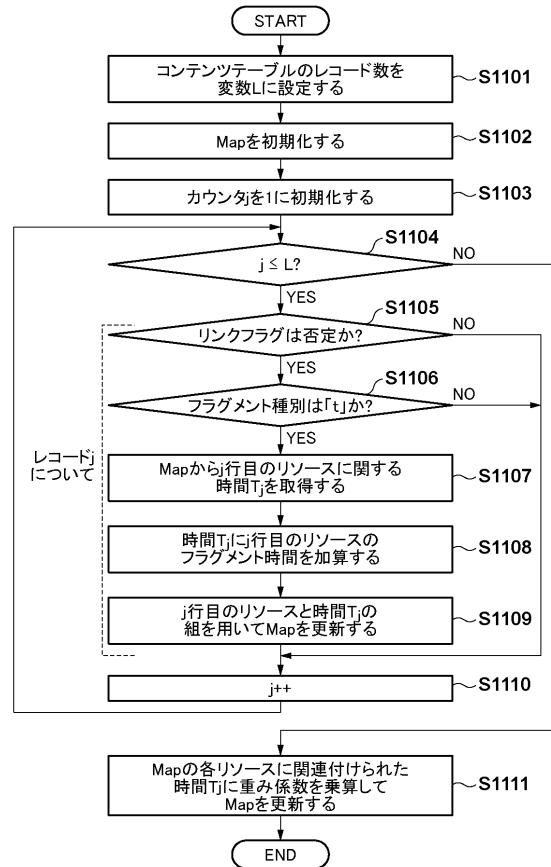 START
コンテンツテーブルのレコード数を
変数Lに設定する
S1101
Mapを初期化する
S1102
カウンタjを1に初期化する
S1103
S1104
j ≤ L?
NO
YES
S1105
リンクフラグは否定か?
NO
YES
S1106
フラグメント種別は「t」か?
NO
YES
レコードj
について
Mapからj行目のリソースに関する
時間Tjを取得する
S1107
時間Tjにj行目のリソースの
フラグメント時間を加算する
S1108
j行目のリソースと時間Tjの
組を用いてMapを更新する
S1109
j++
S1110
Mapの各リソースに関連付けられた
時間Tjに重み係数を乗算して
Mapを更新する
S1111
END